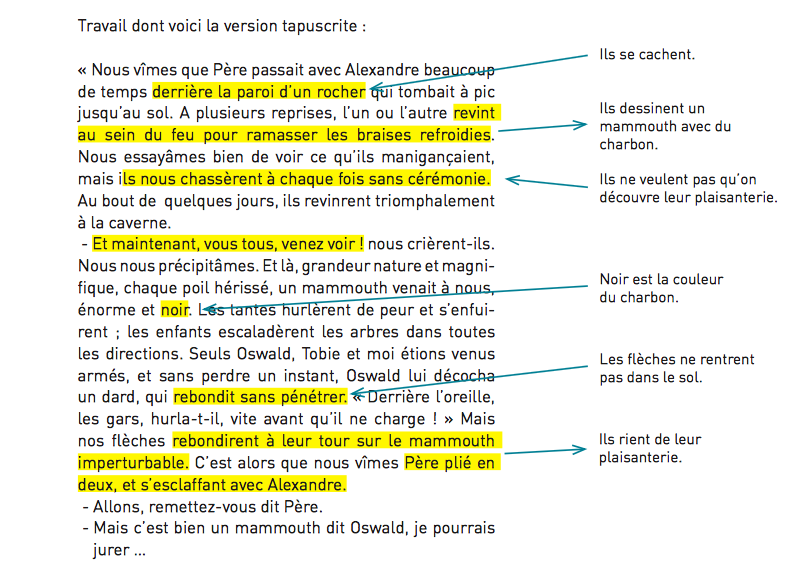 Travail dont voici la version tapuscrite :
« Nous vîmes que Père passait avec Alexandre beaucoup
de temps derrière la paroi d'un rocher qui tombait à pic
jusqu'au sol. A plusieurs reprises, l'un ou l'autre revint
au sein du feu pour ramasser les braises refroidies.
Nous essayâmes bien de voir ce qu'ils manigançaient,
mais ils nous chassèrent à chaque fois sans cérémonie.
Au bout de quelques jours, ils revinrent triomphalement
à la caverne.
- Et maintenant, vous tous, venez voir ! nous crièrent-ils.
Nous nous précipitâmes. Et là, grandeur nature et magni-
fique, chaque poil hérissé, un mammouth venait à nous,
énorme et noir. Les tantes hurlèrent de peur et s'enfui-
rent ; les enfants escaladèrent les arbres dans toutes
les directions. Seuls Oswald, Tobie et moi étions venus
armés, et sans perdre un instant, Oswald lui décocha
un dard, qui rebondit sans pénétrer. « Derrière l'oreille,
les gars, hurla-t-il, vite avant qu'il ne charge ! » Mais
nos flèches rebondirent à leur tour sur le mammouth
imperturbable. C'est alors que nous vîmes Père plié en
deux, et s'esclaffant avec Alexandre.
- Allons, remettez-vous dit Père.
- Mais c'est bien un mammouth dit Oswald, je pourrais
jurer ...
Ils se cachent.
Ils dessinent un
mammouth avec du
charbon.
Ils ne veulent pas qu'on
découvre leur plaisanterie.
Noir est la couleur
du charbon.
Les flèches ne rentrent
pas dans le sol.
Ils rient de leur
plaisanterie.